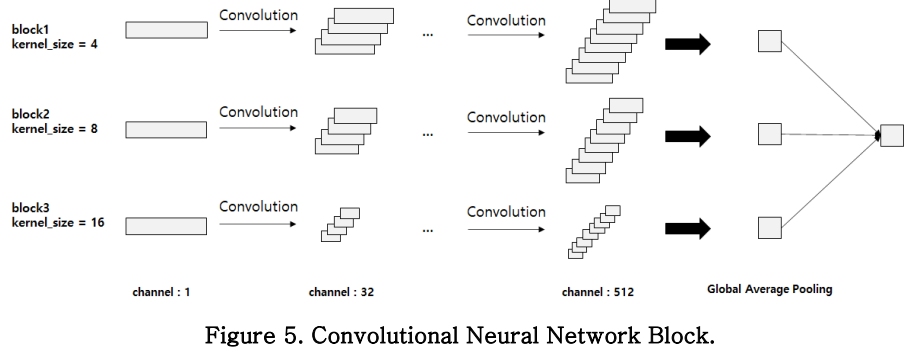 block1
kernel_size = 4
Convolution
...
Convolution
block2
kernel_size = 8
Convolution
...
Convolution
block3
kernel_size = 16
Convolution
...
Convolution
channel : 1
channel : 32
channel : 512
Global Average Pooling
Figure 5. Convolutional Neural Network Block.